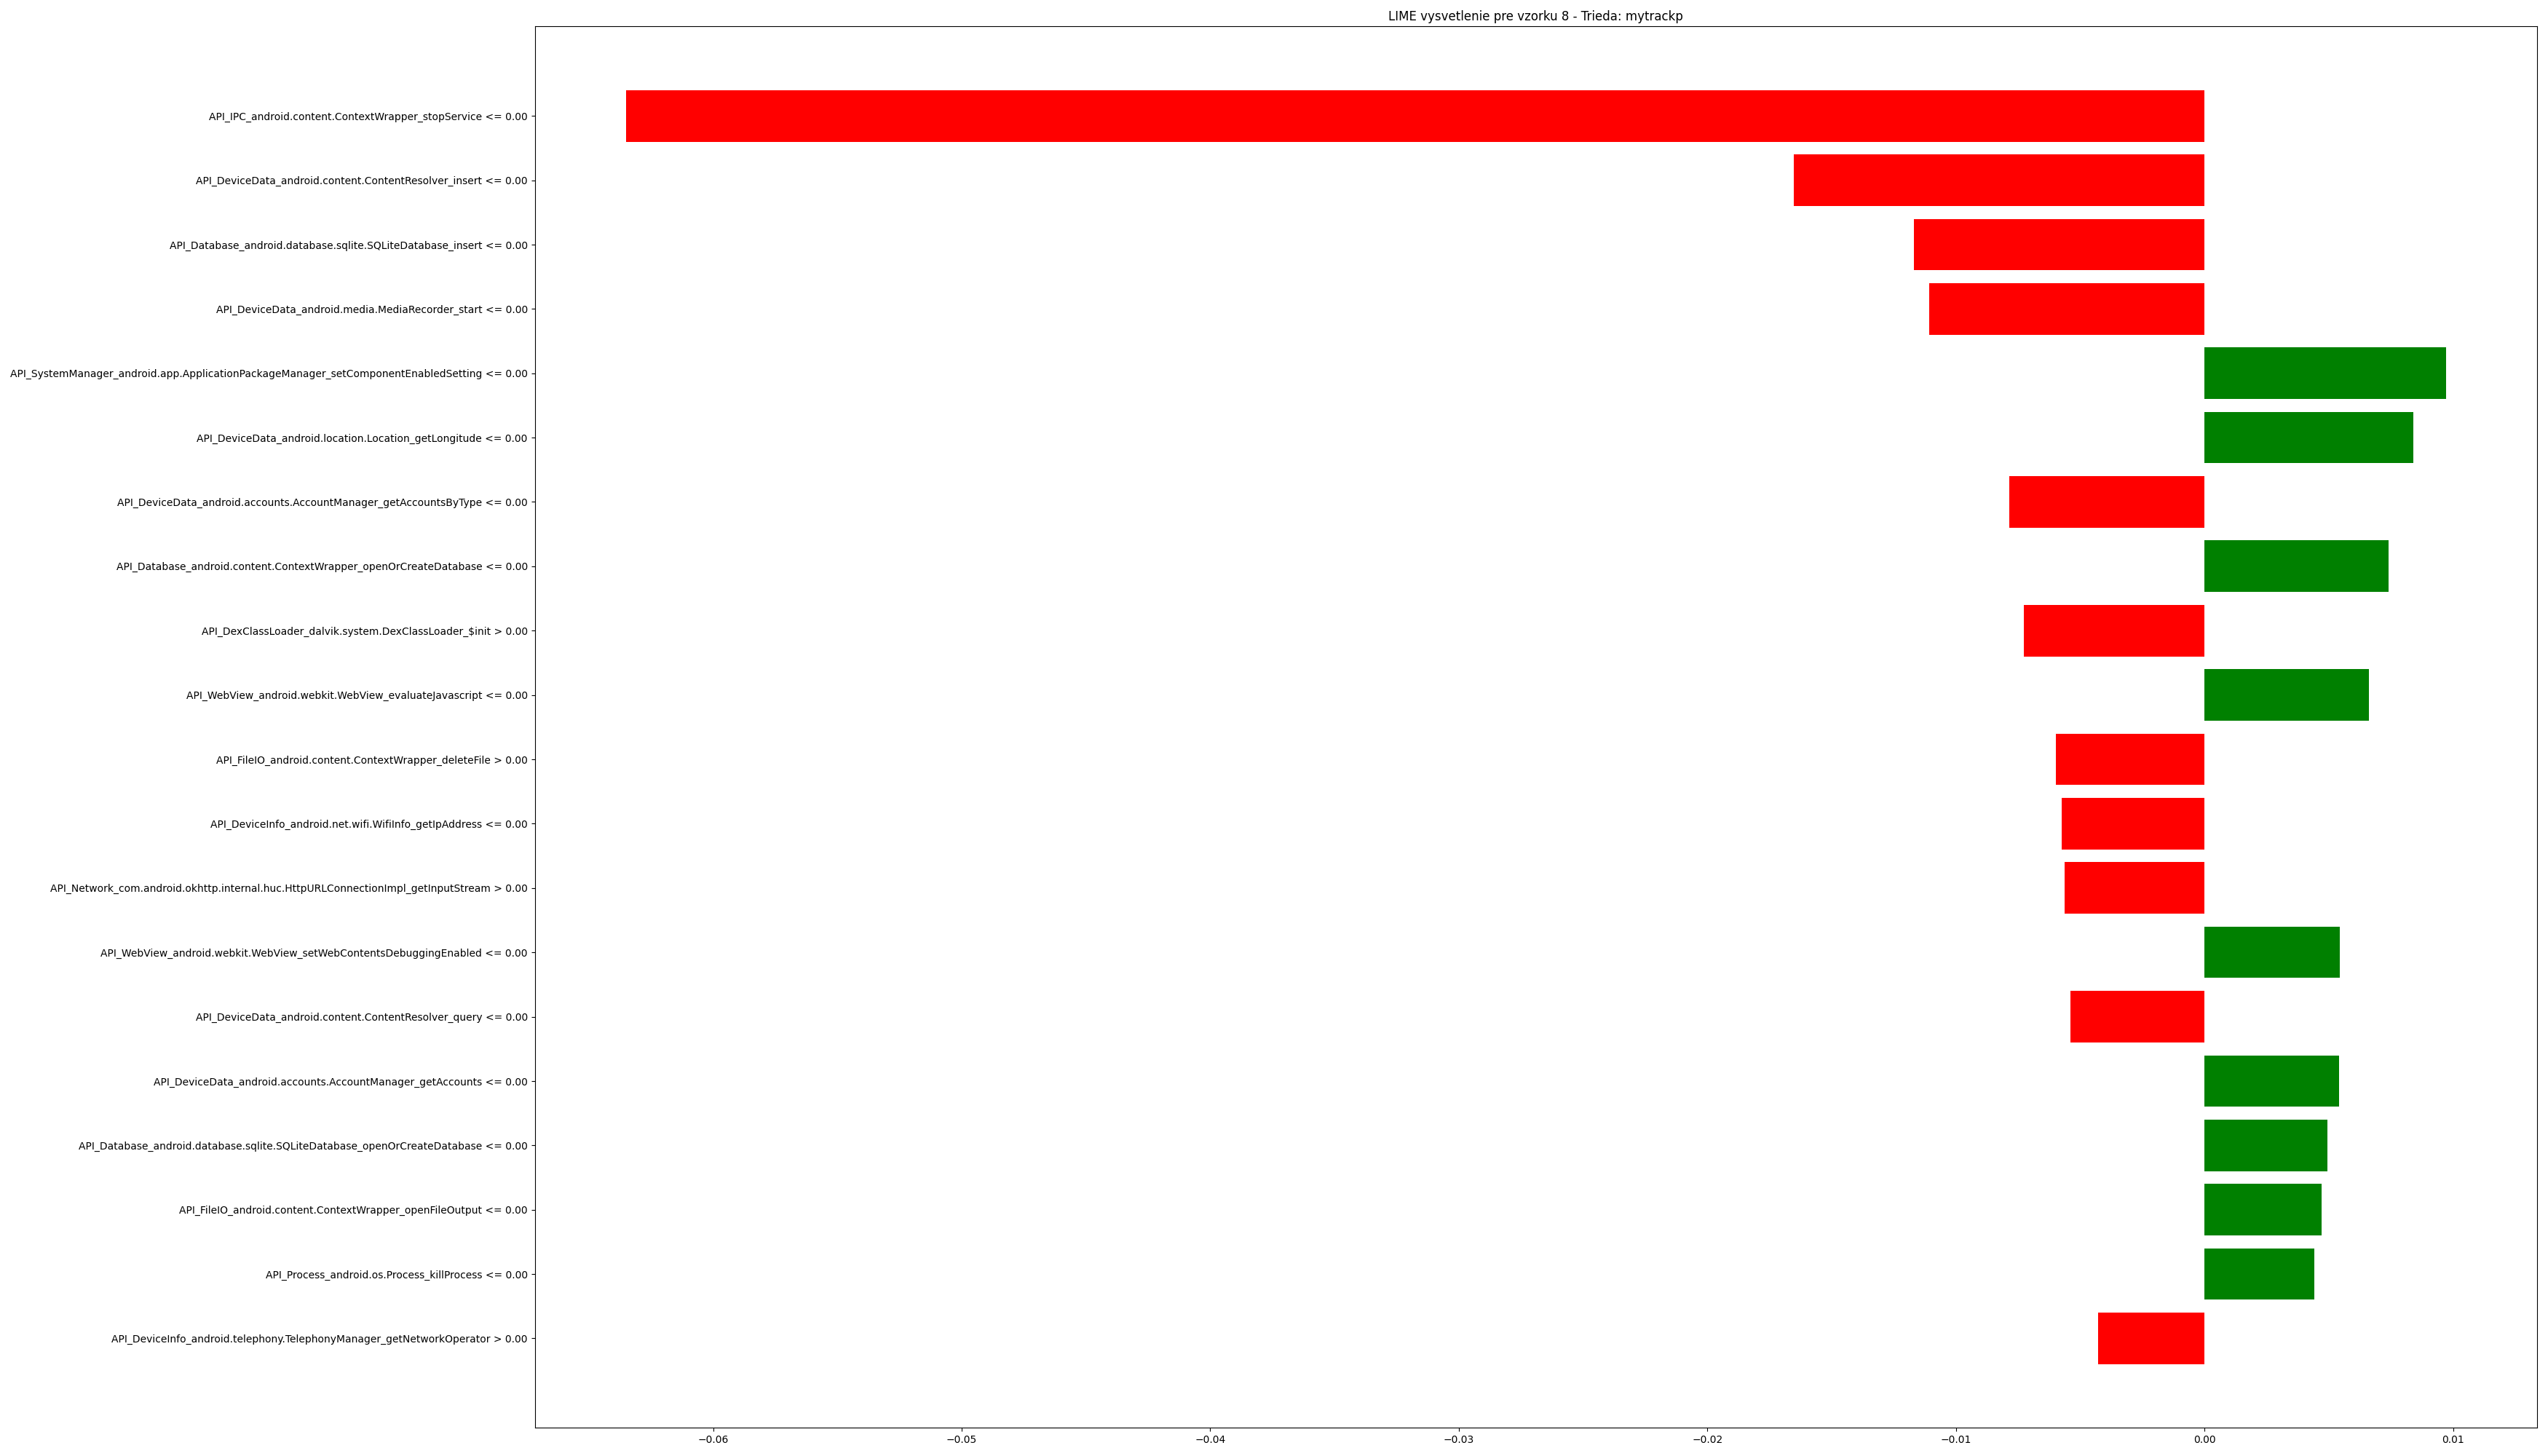 LIME vysvetlenie pre vzorku 8 - Trieda: mytrackp
API_IPC_android.content.ContextWrapper_stopService <= 0.00
API_DeviceData_android.content.ContentResolver_insert <= 0.00
API_Database_android.database.sqlite.SQLiteDatabase_insert <= 0.00
API_DeviceData_android.media.MediaRecorder_start <= 0.00
API_SystemManager_android.app.ApplicationPackageManager_setComponentEnabledSetting <= 0.00
API_DeviceData_android.location.Location_getLongitude <= 0.00
API_DeviceData_android.accounts.AccountManager_getAccountsByType <= 0.00
API_Database_android.content.ContextWrapper_openOrCreateDatabase <= 0.00
API_DexClassLoader_dalvik.system.DexClassLoader_$init > 0.00
API_WebView_android.webkit.WebView_evaluateJavascript <= 0.00
API_FileIO_android.content.ContextWrapper_deleteFile > 0.00
API_DeviceInfo_android.net.wifi.WifiInfo_getIpAddress <= 0.00
API_Network_com.android.okhttp.internal.huc.HttpURLConnectionImpl_getInputStream > 0.00
API_WebView_android.webkit.WebView_setWebContentsDebuggingEnabled <= 0.00
API_DeviceData_android.content.ContentResolver_query <= 0.00
API_DeviceData_android.accounts.AccountManager_getAccounts <= 0.00
API_Database_android.database.sqlite.SQLiteDatabase_openOrCreateDatabase <= 0.00
API_FileIO_android.content.ContextWrapper_openFileOutput <= 0.00
API_Process_android.os.Process_killProcess <= 0.00
API_DeviceInfo_android.telephony.TelephonyManager_getNetworkOperator > 0.00
−0.06 −0.05 −0.04 −0.03 −0.02 −0.01 0.00 0.01